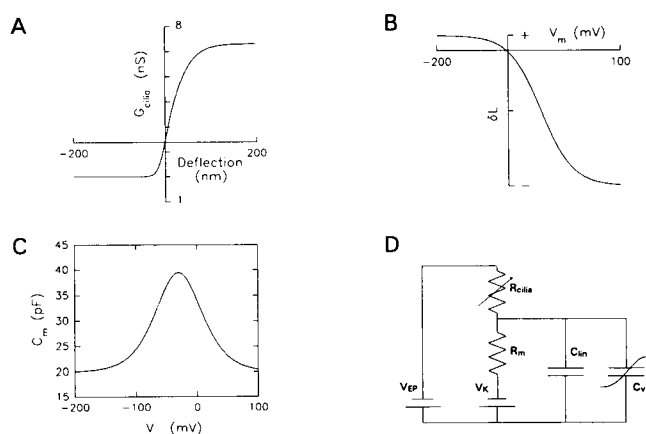 A
8
G_cilia (nS)
-200
200
Deflection
(nm)
1
B
+
V_m (mV)
-200
100
δL
−
C
45
40
35
30
25
20
15
C_m (pF)
-200
-100
0
100
V (mV)
D
R_cilia
R_m
C_lin
C_v
V_EP
V_K